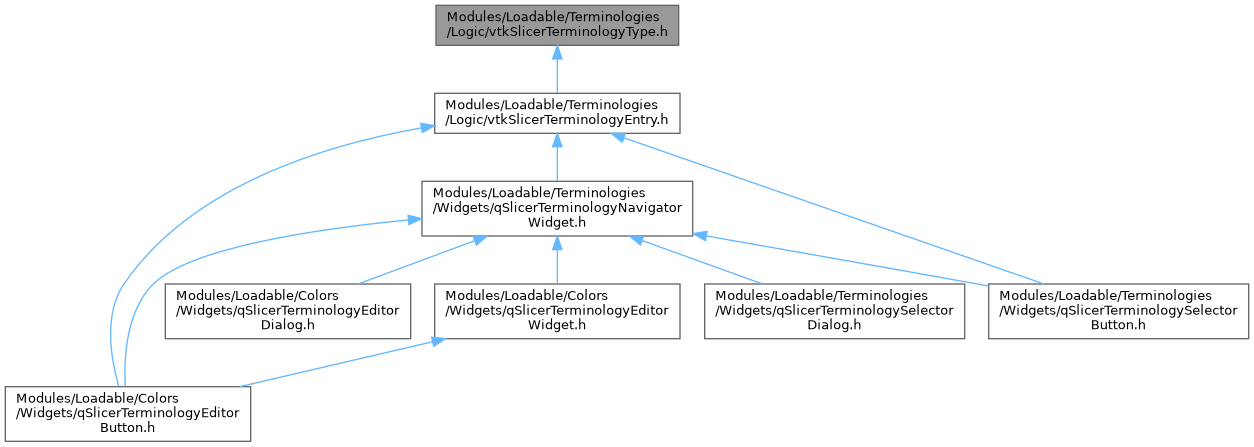 Modules/Loadable/Terminologies
/Logic/vtkSlicerTerminologyType.h
Modules/Loadable/Terminologies
/Logic/vtkSlicerTerminologyEntry.h
Modules/Loadable/Terminologies
/Widgets/qSlicerTerminologyNavigator
Widget.h
Modules/Loadable/Colors
/Widgets/qSlicerTerminologyEditor
Dialog.h
Modules/Loadable/Colors
/Widgets/qSlicerTerminologyEditor
Widget.h
Modules/Loadable/Terminologies
/Widgets/qSlicerTerminologySelector
Dialog.h
Modules/Loadable/Terminologies
/Widgets/qSlicerTerminologySelector
Button.h
Modules/Loadable/Colors
/Widgets/qSlicerTerminologyEditor
Button.h